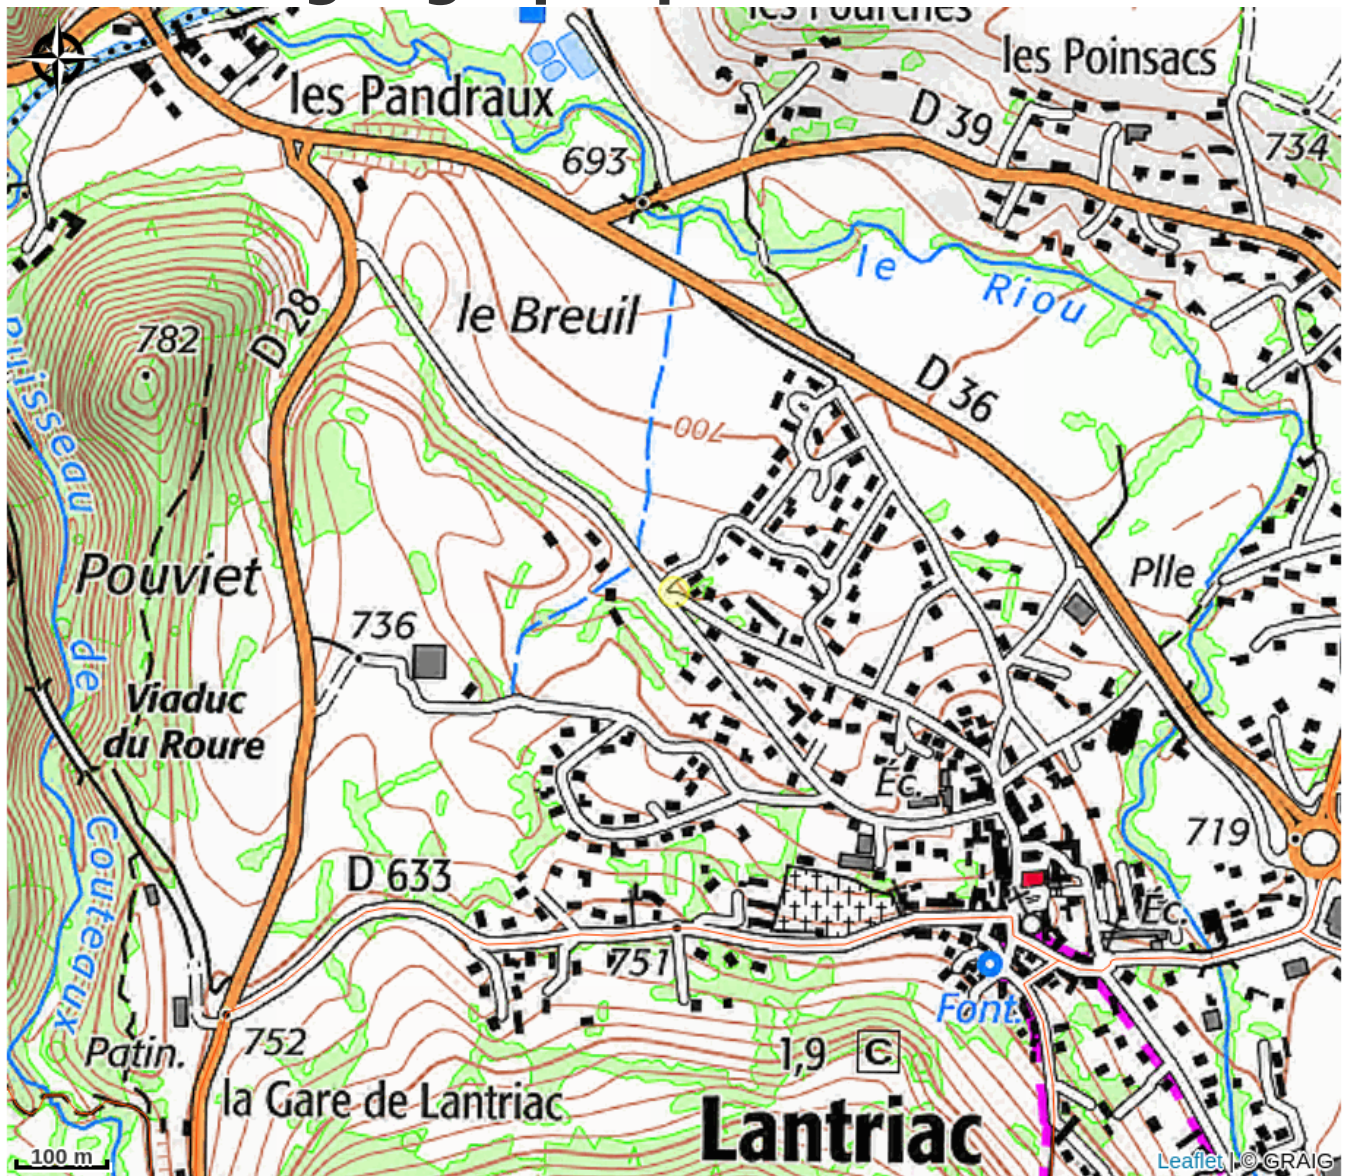 les Fourches
les Poinsacs
les Pandraux
D 39
693
734
le Riou
le Breuil
782
D 28
D 36
700
Ruisseau de Couteaux
Pouviet
Plle
736
Viaduc
du Roure
Éc.
719
D 633
Éc.
751
Font.
752
Patin.
1,9 C
la Gare de Lantriac
Lantriac
100 m
Leaflet | © GRAIG